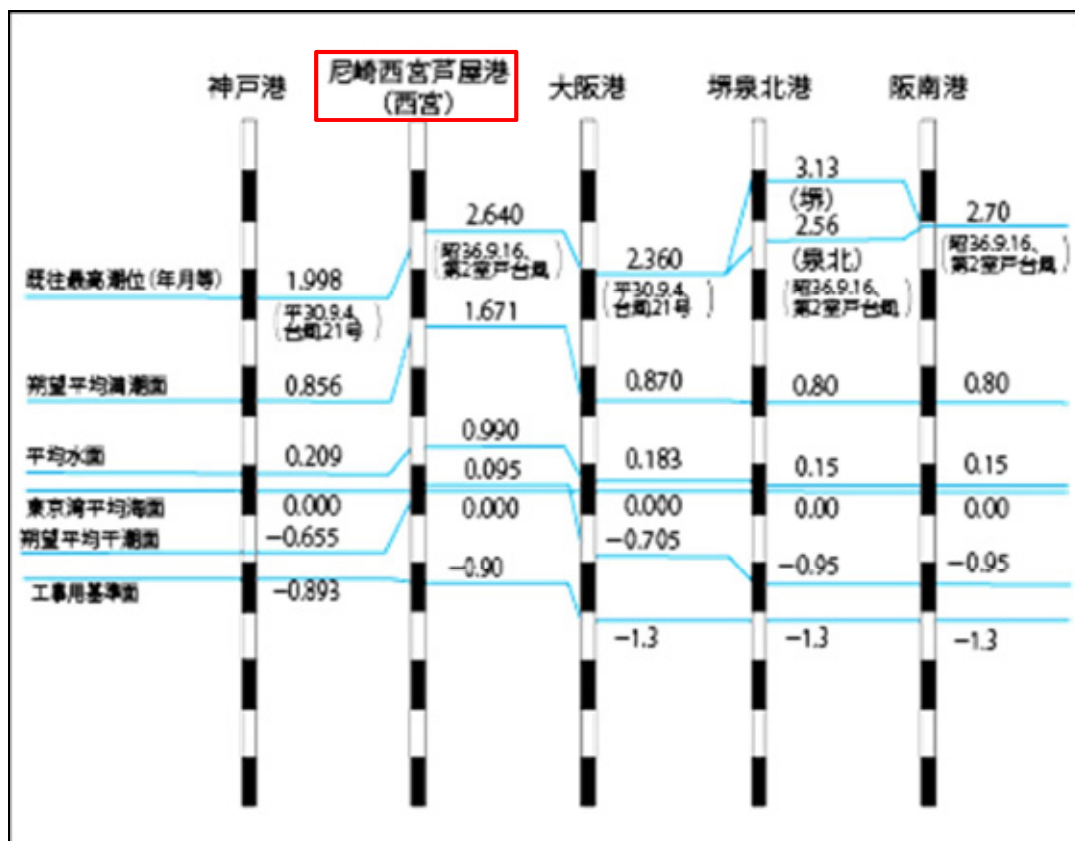 神戸港
尼崎西宮芦屋港
（西宮）
大阪港
堺泉北港
阪南港
既往最高潮位（年月等）
1.998
（平30.9.4、
台風21号）
2.640
（昭36.9.16、
第2室戸台風）
2.360
（平30.9.4、
台風21号）
3.13
（堺）
2.56
（泉北）
（昭36.9.16、
第2室戸台風）
2.70
（昭36.9.16、
第2室戸台風）
朔望平均満潮面
0.856
1.671
0.870
0.80
0.80
平均水面
0.209
0.990
0.183
0.15
0.15
東京湾平均海面
0.000
0.000
0.000
0.00
0.00
朔望平均干潮面
−0.655
0.095
−0.705
−0.95
−0.95
工事用基準面
−0.893
−0.90
−1.3
−1.3
−1.3